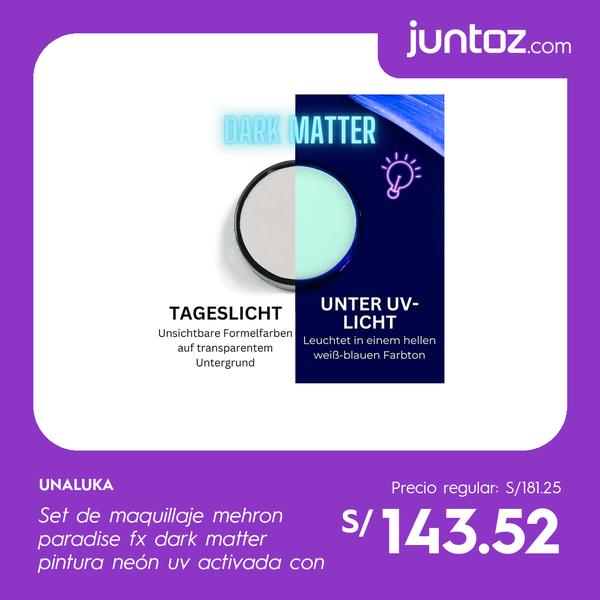 juntoz.com
DARK MATTER
TAGESLICHT
Unsichtbare Formelfarben
auf transparentem
Untergrund
UNTER UV-
LICHT
Leuchtet in einem hellen
weiß-blauen Farbton
UNALUKA
Set de maquillaje mehron
paradise fx dark matter
pintura neón uv activada con
Precio regular: S/181.25
S/143.52